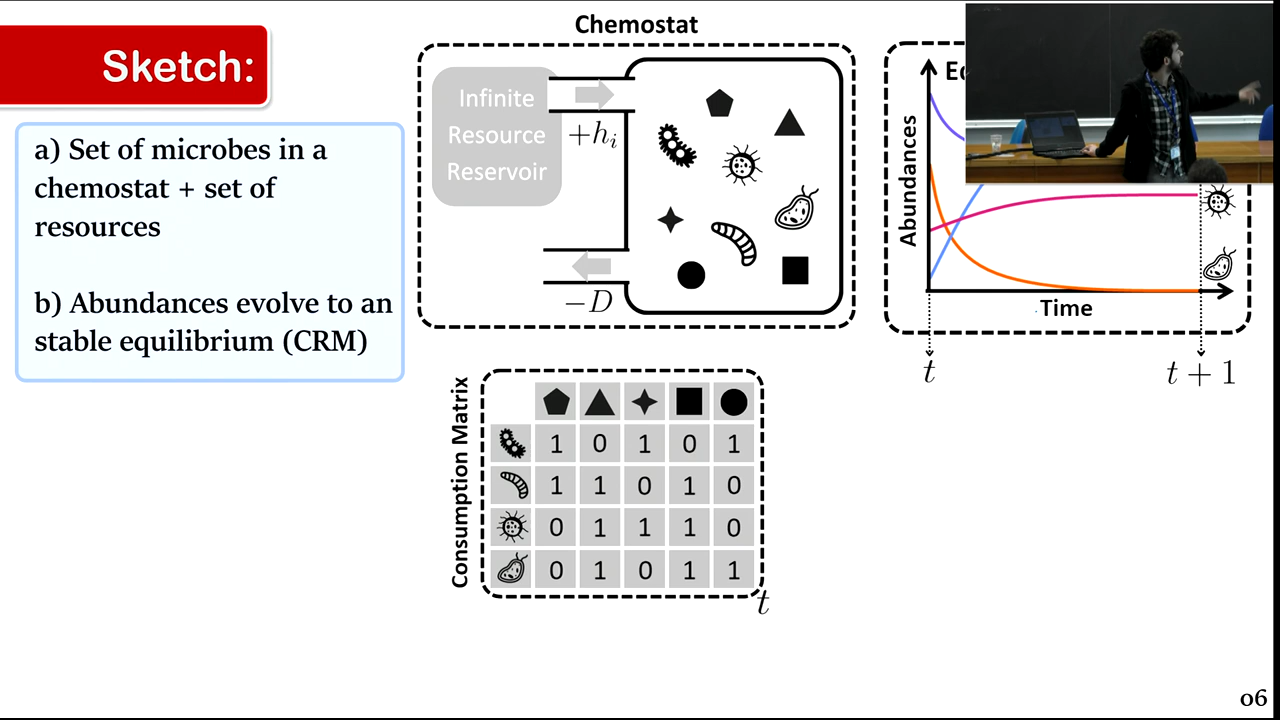 Sketch:
a) Set of microbes in a
chemostat + set of
resources
b) Abundances evolve to an
stable equilibrium (CRM)
Chemostat
Infinite
Resource
Reservoir
+h_i
−D
Abundances
Time
t
t + 1
Consumption Matrix
1 0 1 0 1
1 1 0 1 0
0 1 1 1 0
0 1 0 1 1
t
06